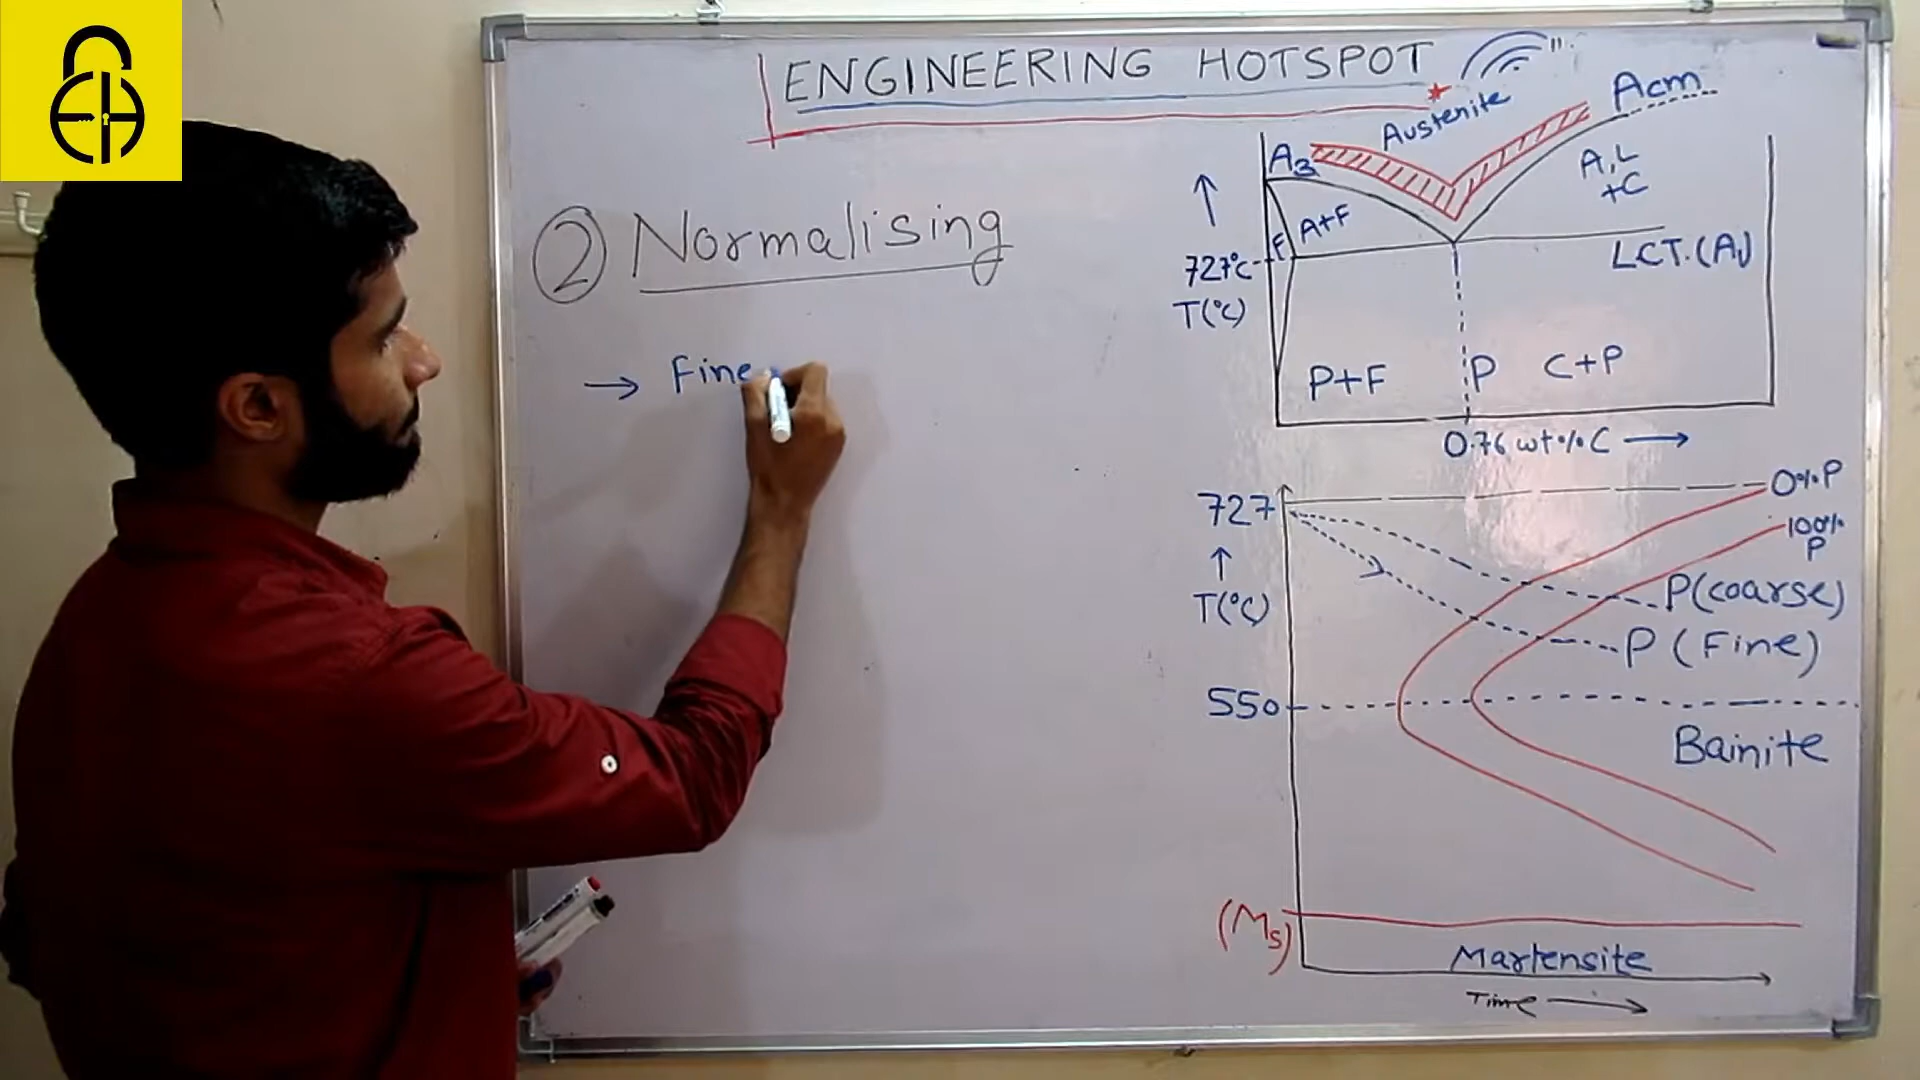 ENGINEERING HOTSPOT
② Normalising
→ Fine
Austenite
Acm
A3
A+F
F
A,L
+C
727°C
T(°C)
LCT.(A1)
P+F
P
C+P
0.76 wt% C →
727
0%P
100%
P
T(°C)
P(coarse)
P (Fine)
550
Bainite
(Ms)
Martensite
Time →